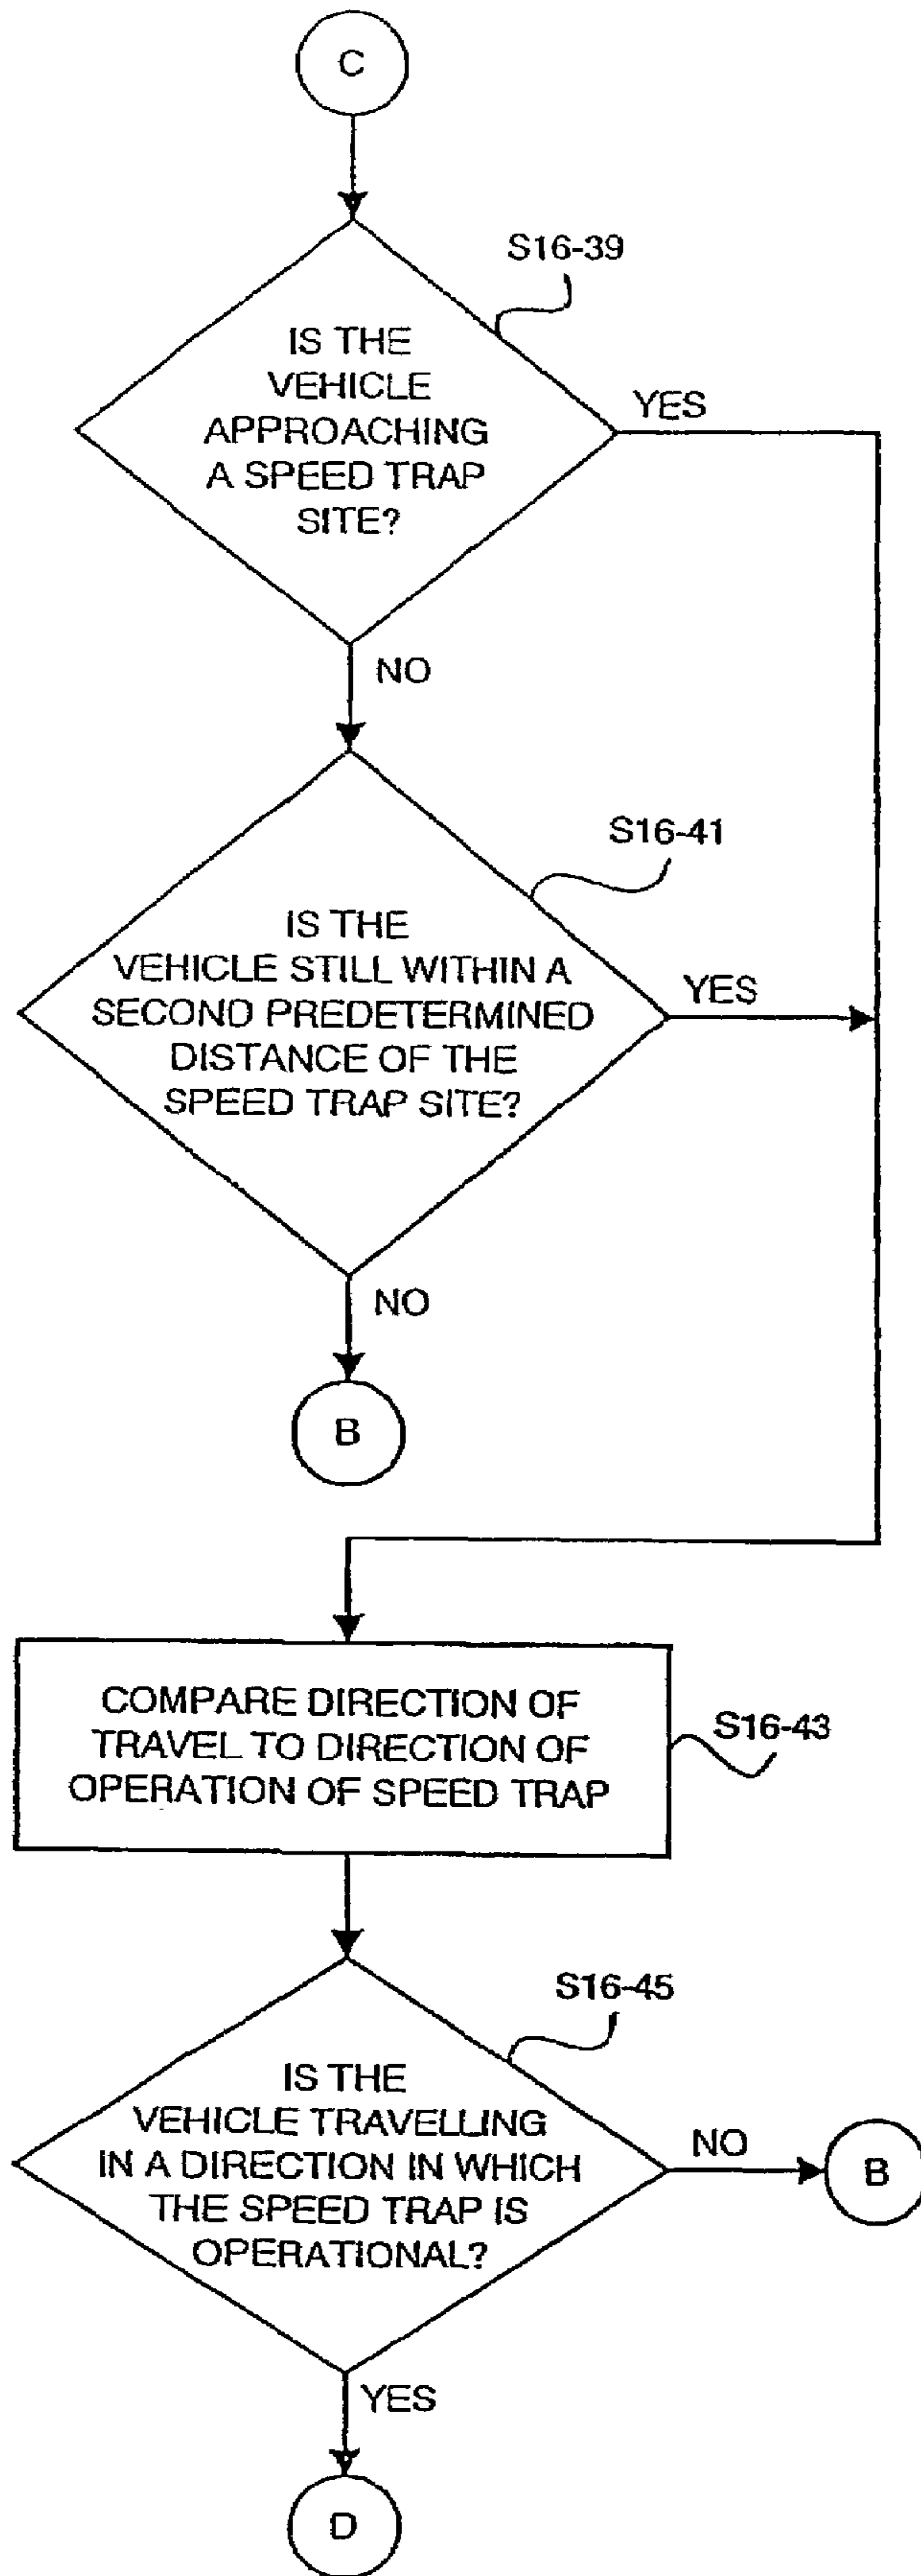 C
S16-39
IS THE
VEHICLE
APPROACHING
A SPEED TRAP
SITE?
YES
NO
S16-41
IS THE
VEHICLE STILL WITHIN A
SECOND PREDETERMINED
DISTANCE OF THE
SPEED TRAP SITE?
YES
NO
B
COMPARE DIRECTION OF
TRAVEL TO DIRECTION OF
OPERATION OF SPEED TRAP
S16-43
S16-45
IS THE
VEHICLE TRAVELLING
IN A DIRECTION IN WHICH
THE SPEED TRAP IS
OPERATIONAL?
NO
B
YES
D